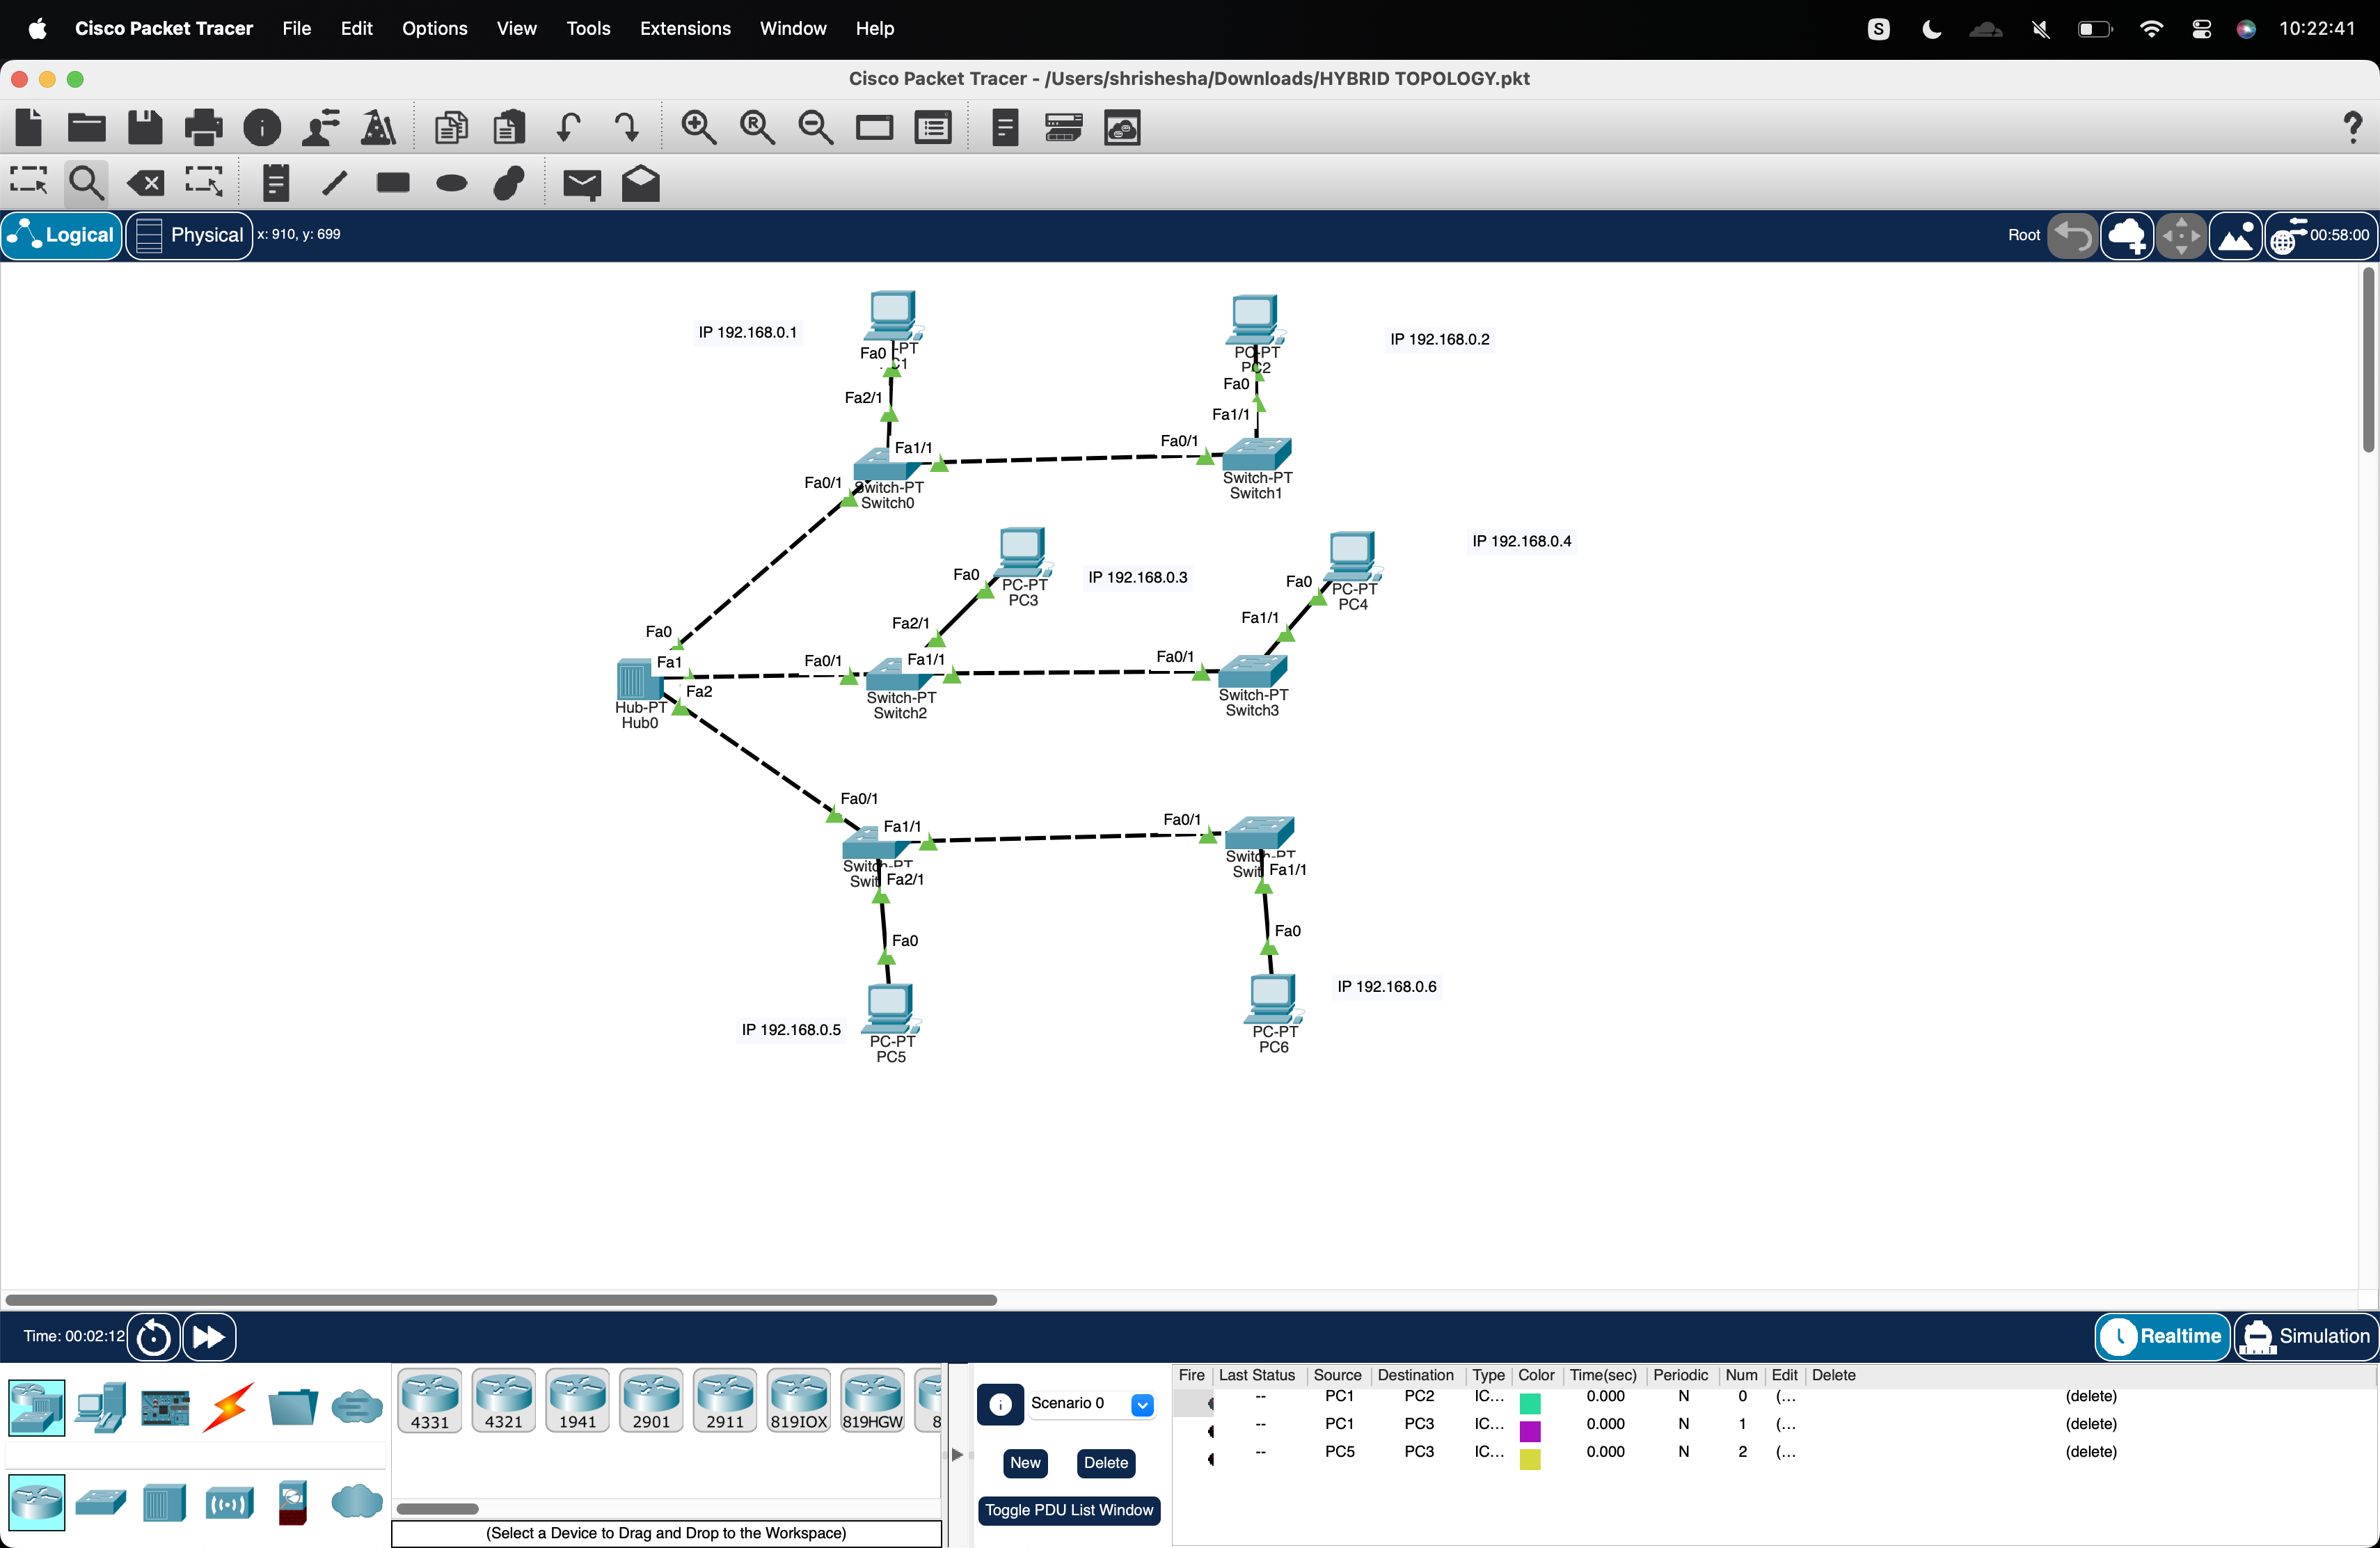 Cisco Packet Tracer File Edit Options View Tools Extensions Window Help S 10:22:41
Cisco Packet Tracer - /Users/shrishesha/Downloads/HYBRID TOPOLOGY.pkt
Logical Physical x: 910, y: 699 Root 00:58:00
IP 192.168.0.1
IP 192.168.0.2
Fa0 -PT
C1
PC-PT
PC2
Fa0
Fa2/1
Fa1/1
Fa1/1
Fa0/1
Fa0/1
Switch-PT
Switch0
Switch-PT
Switch1
IP 192.168.0.4
Fa0
PC-PT
PC3
IP 192.168.0.3
Fa0
PC-PT
PC4
Fa2/1
Fa1/1
Fa0
Fa1
Fa2
Fa0/1
Fa1/1
Fa0/1
Hub-PT
Hub0
Switch-PT
Switch2
Switch-PT
Switch3
Fa0/1
Fa1/1
Fa0/1
Switch-PT
Swit
Fa2/1
Switch-PT
Swit
Fa1/1
Fa0
Fa0
IP 192.168.0.5
PC-PT
PC5
IP 192.168.0.6
PC-PT
PC6
Time: 00:02:12 Realtime Simulation
4331 4321 1941 2901 2911 819IOX 819HGW 8
(Select a Device to Drag and Drop to the Workspace)
Scenario 0
New Delete
Toggle PDU List Window
Fire Last Status Source Destination Type Color Time(sec) Periodic Num Edit Delete
-- PC1 PC2 IC... 0.000 N 0 (... (delete)
-- PC1 PC3 IC... 0.000 N 1 (... (delete)
-- PC5 PC3 IC... 0.000 N 2 (... (delete)